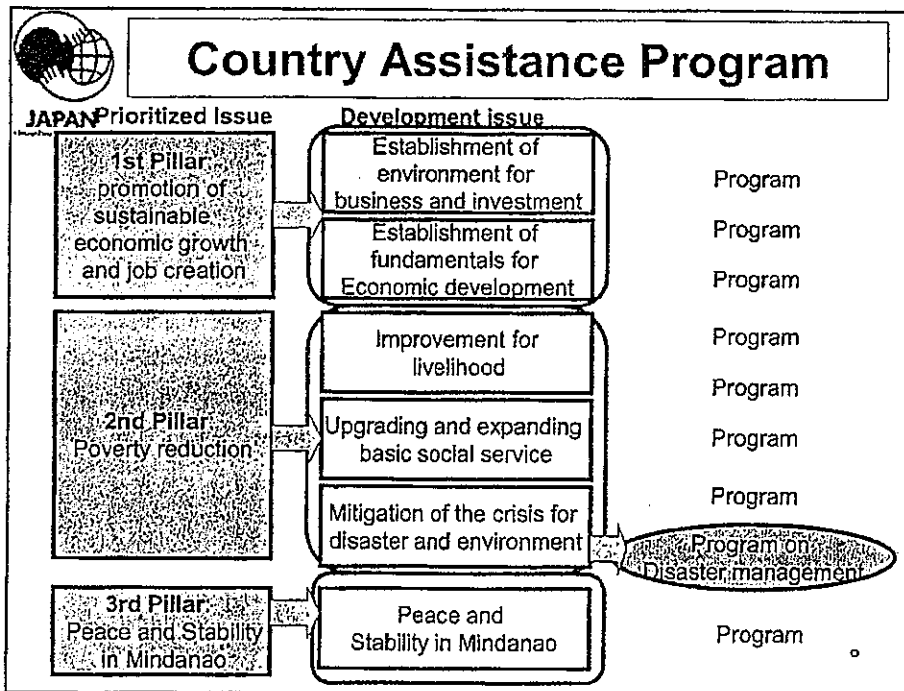 Country Assistance Program
JAPAN
Prioritized Issue
Development issue
1st Pillar:
promotion of
sustainable
economic growth
and job creation
Establishment of
environment for
business and investment
Establishment of
fundamentals for
Economic development
Program
Program
Program
2nd Pillar:
Poverty reduction
Improvement for
livelihood
Upgrading and expanding
basic social service
Mitigation of the crisis for
disaster and environment
Program
Program
Program
Program
Program on
Disaster management
3rd Pillar:
Peace and Stability
in Mindanao
Peace and
Stability in Mindanao
Program